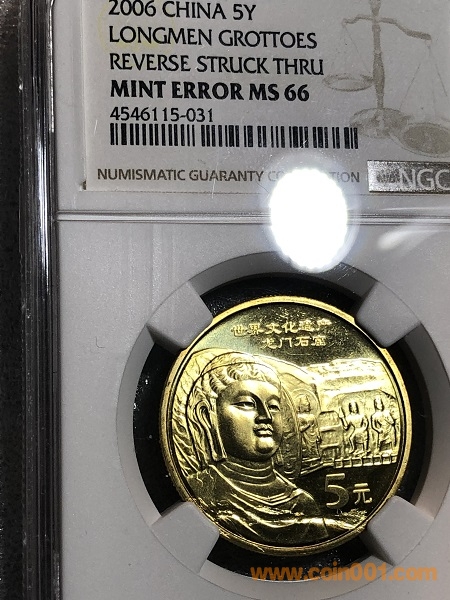 2006 CHINA 5Y
LONGMEN GROTTOES
REVERSE STRUCK THRU
MINT ERROR MS 66
4546115-031
NUMISMATIC GUARANTY CORPORATION
NGC
世界文化遗产
龙门石窟
5元
www.coin001.com